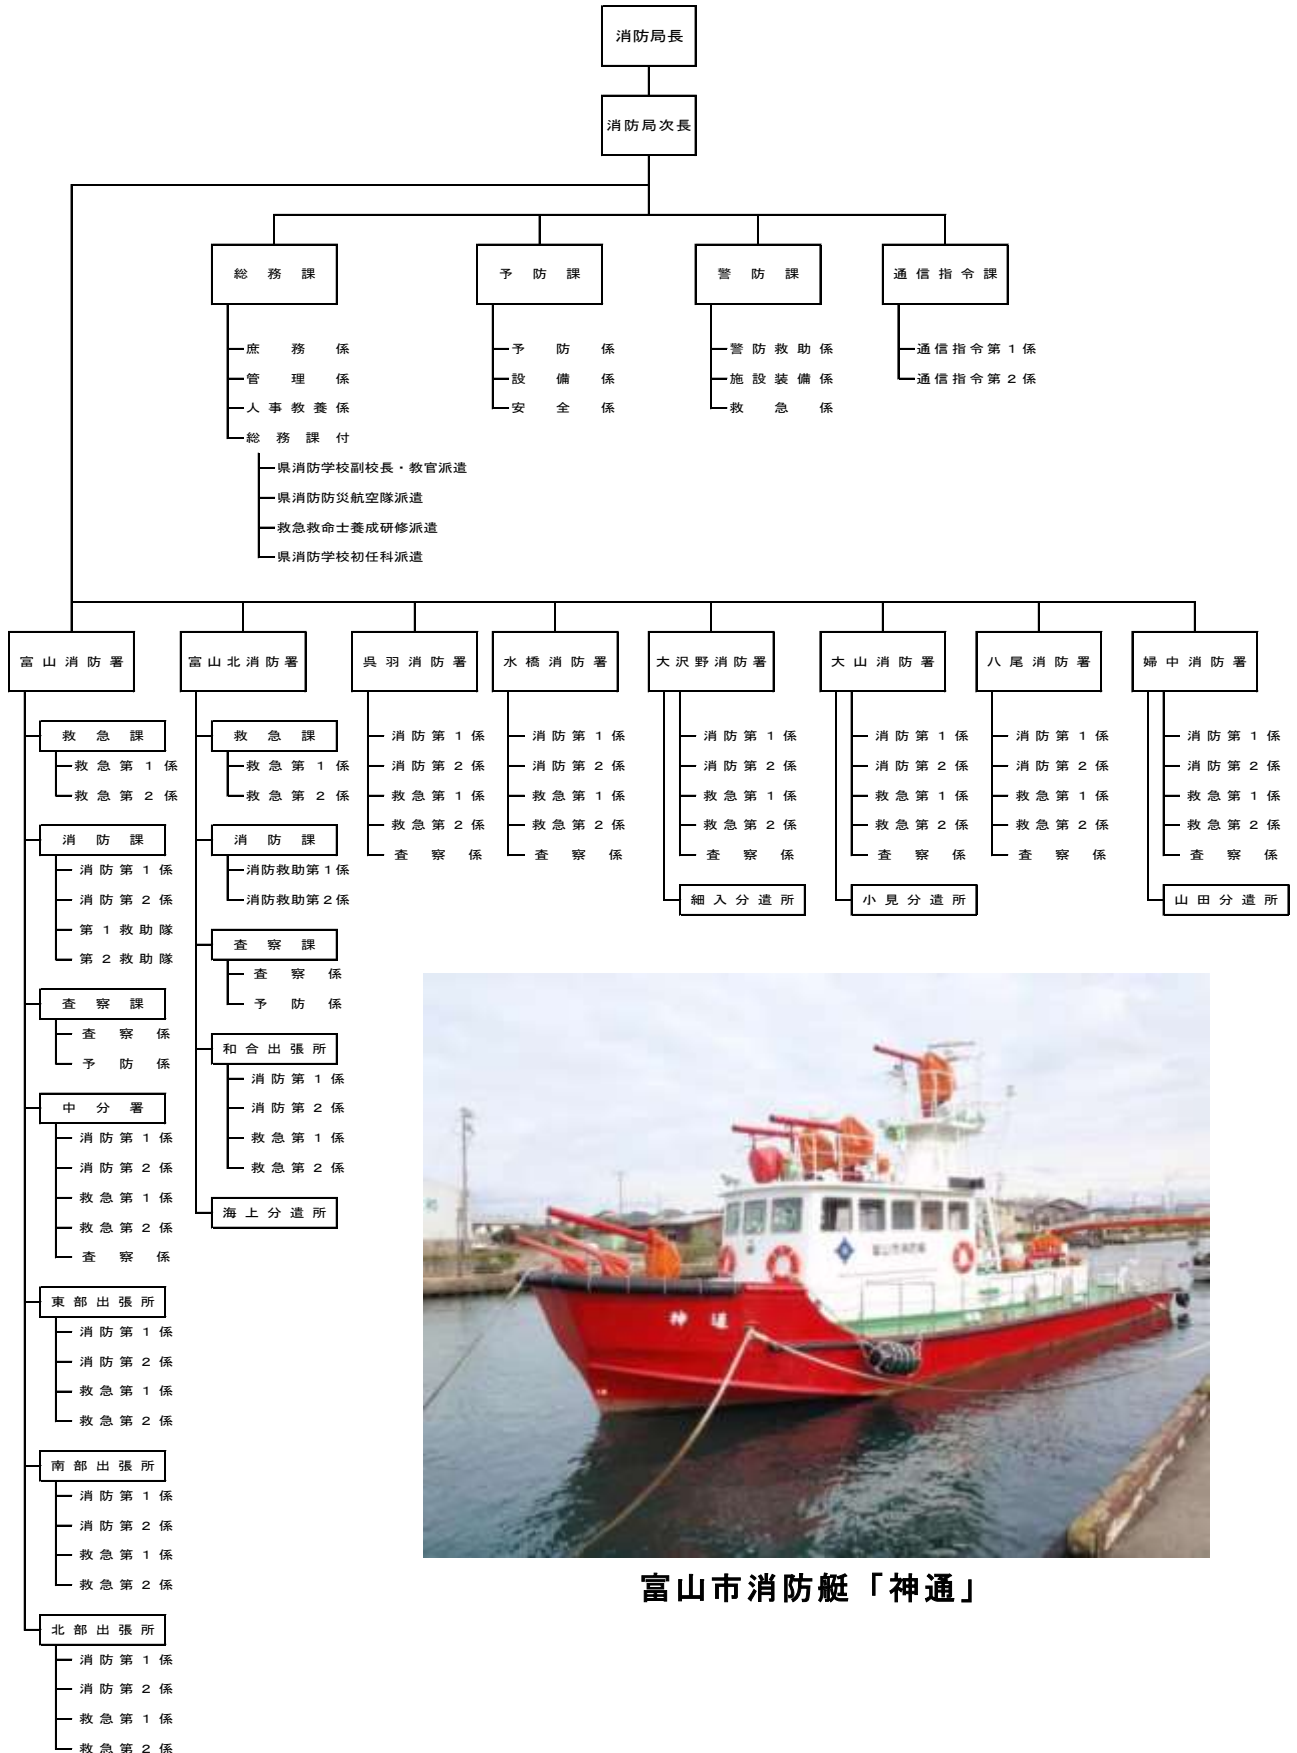 消防局長
消防局次長
総務課
予防課
警防課
通信指令課
庶務係
管理係
人事教養係
総務課付
県消防学校副校長・教官派遣
県消防防災航空隊派遣
救急救命士養成研修派遣
県消防学校初任科派遣
予防係
設備係
安全係
警防救助係
施設装備係
救急係
通信指令第1係
通信指令第2係
富山消防署
救急課
救急第1係
救急第2係
消防課
消防第1係
消防第2係
第1救助隊
第2救助隊
査察課
査察係
予防係
中分署
消防第1係
消防第2係
救急第1係
救急第2係
査察係
東部出張所
消防第1係
消防第2係
救急第1係
救急第2係
南部出張所
消防第1係
消防第2係
救急第1係
救急第2係
北部出張所
消防第1係
消防第2係
救急第1係
救急第2係
富山北消防署
救急課
救急第1係
救急第2係
消防課
消防救助第1係
消防救助第2係
査察課
査察係
予防係
和合出張所
消防第1係
消防第2係
救急第1係
救急第2係
海上分遣所
呉羽消防署
消防第1係
消防第2係
救急第1係
救急第2係
査察係
水橋消防署
消防第1係
消防第2係
救急第1係
救急第2係
査察係
大沢野消防署
消防第1係
消防第2係
救急第1係
救急第2係
査察係
細入分遣所
大山消防署
消防第1係
消防第2係
救急第1係
救急第2係
査察係
小見分遣所
八尾消防署
消防第1係
消防第2係
救急第1係
救急第2係
査察係
婦中消防署
消防第1係
消防第2係
救急第1係
救急第2係
査察係
山田分遣所
富山市消防艇
神通
富山市消防艇「神通」